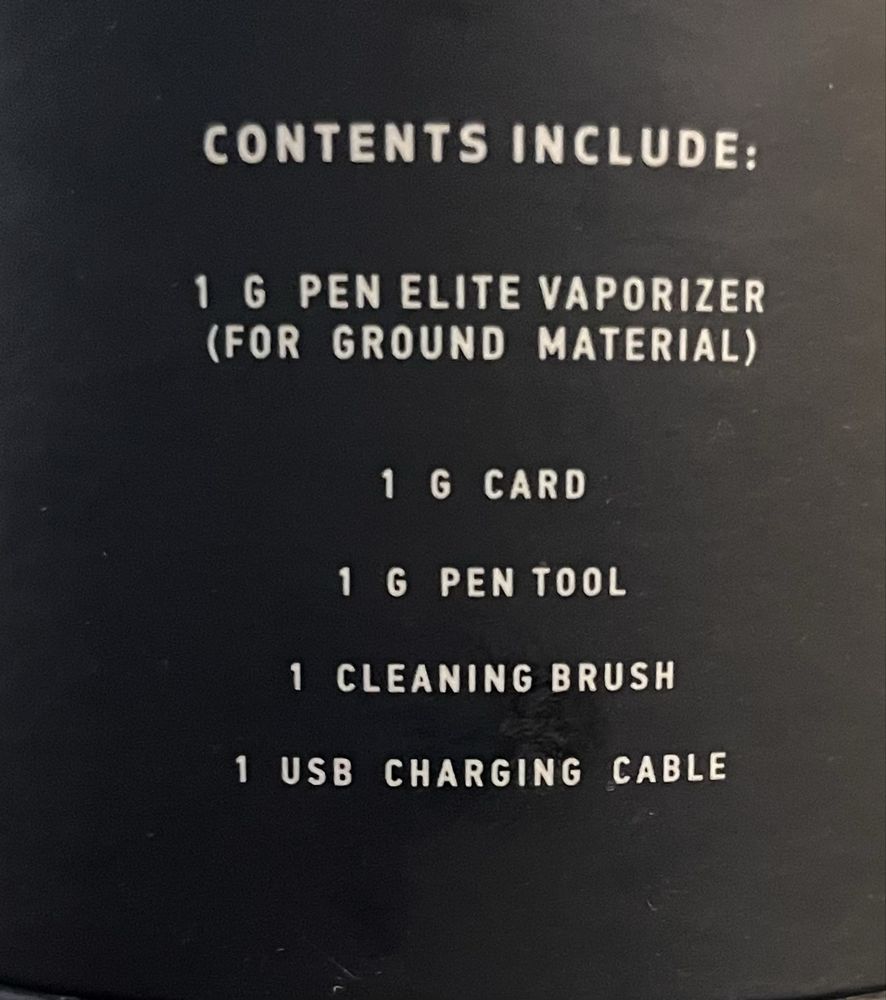 CONTENTS INCLUDE:
1 G PEN ELITE VAPORIZER
(FOR GROUND MATERIAL)
1 G CARD
1 G PEN TOOL
1 CLEANING BRUSH
1 USB CHARGING CABLE